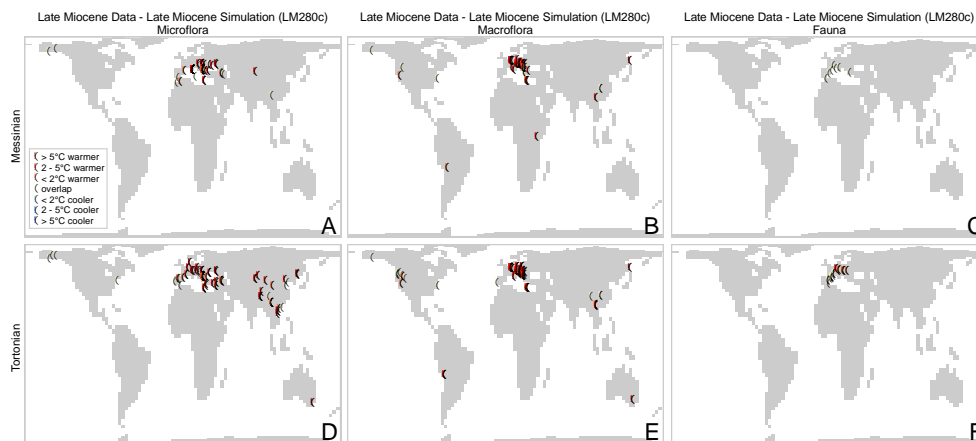 Late Miocene Data - Late Miocene Simulation (LM280c)
Microflora
Late Miocene Data - Late Miocene Simulation (LM280c)
Macroflora
Late Miocene Data - Late Miocene Simulation (LM280c)
Fauna
Messinian
> 5°C warmer
2 - 5°C warmer
< 2°C warmer
overlap
< 2°C cooler
2 - 5°C cooler
> 5°C cooler
A
B
C
Tortonian
D
E
F